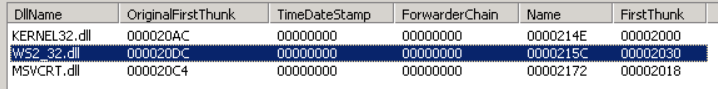 DllName OriginalFirstThunk TimeDateStamp ForwarderChain Name FirstThunk
KERNEL32.dll 000020AC 00000000 00000000 0000214E 00002000
WS2_32.dll 000020DC 00000000 00000000 0000215C 00002030
MSVCRT.dll 000020C4 00000000 00000000 00002172 00002018